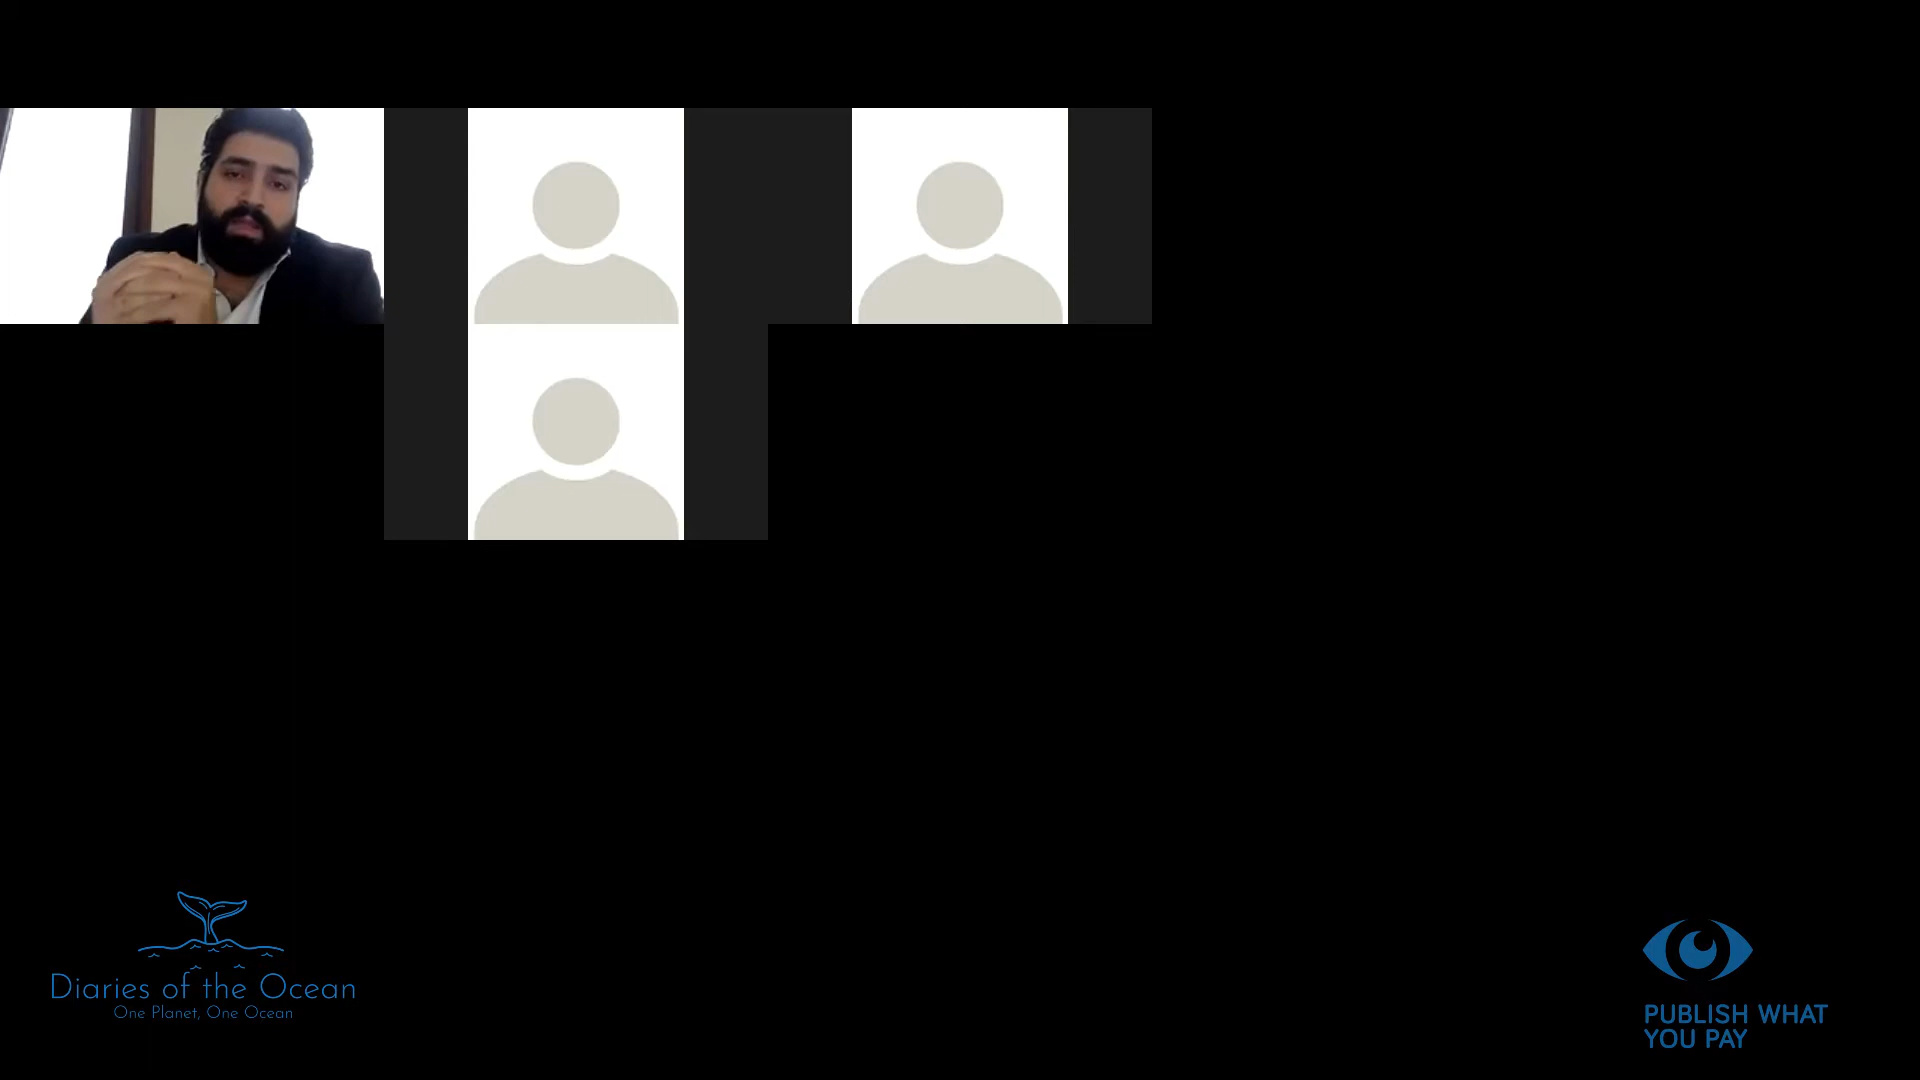 Diaries of the Ocean
One Planet, One Ocean
PUBLISH WHAT
YOU PAY